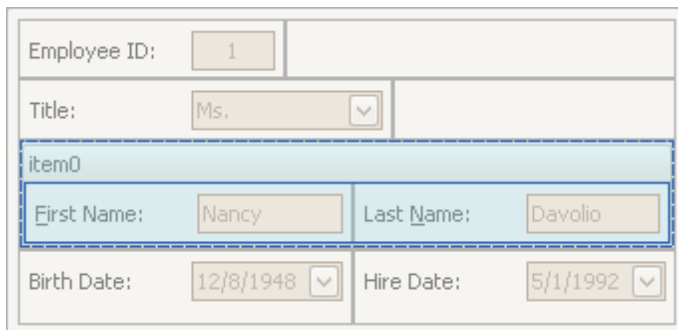 Employee ID: 1
Title: Ms.
item0
First Name: Nancy Last Name: Davolio
Birth Date: 12/8/1948 Hire Date: 5/1/1992